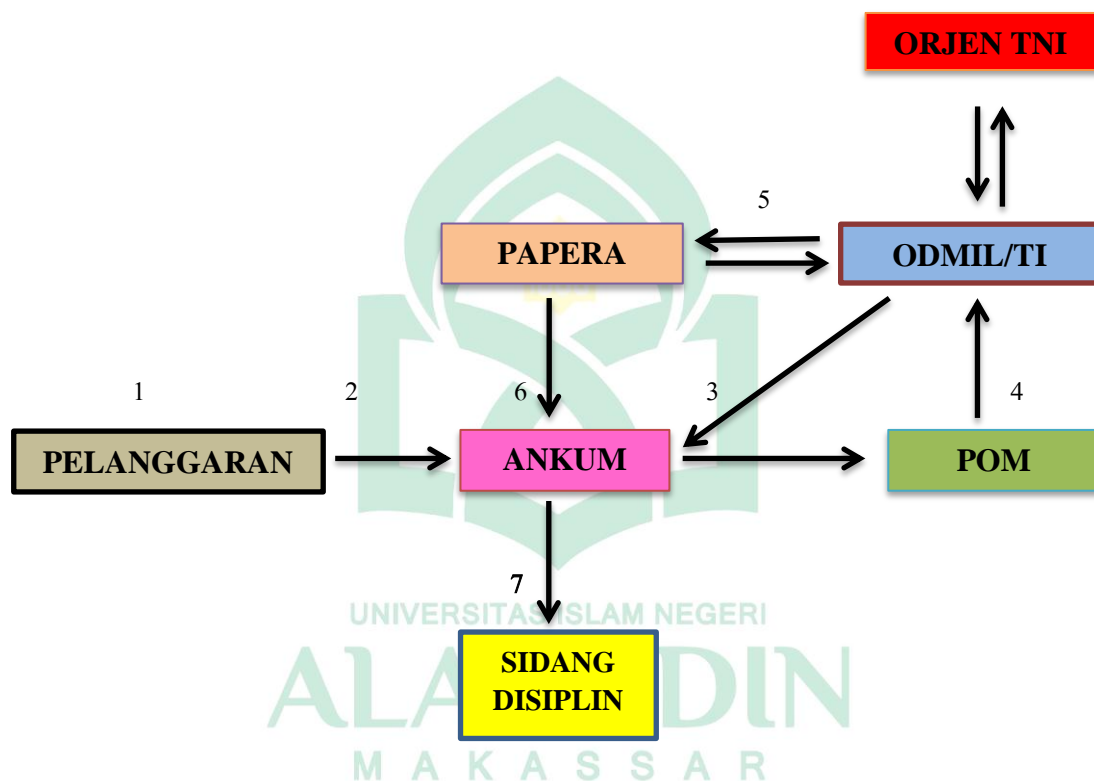 ORJEN TNI
5
PAPERA
ODMIL/TI
1
2
6
3
4
PELANGGARAN
ANKUM
POM
7
UNIVERSITAS ISLAM NEGERI
SIDANG
DISIPLIN
MAKASSAR